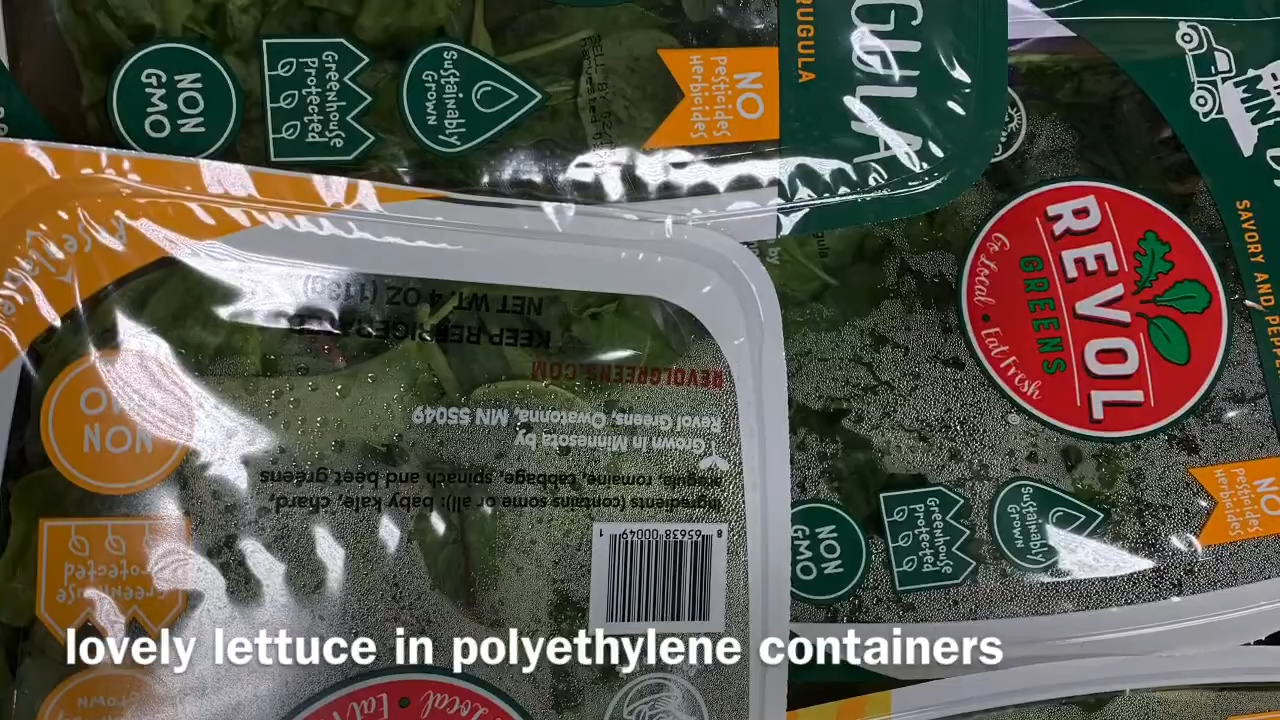 NON
GMO
Greenhouse
Protected
Sustainably
Grown
NO
Pesticides
Herbicides
RUGULA
GULA
MN
SAVORY AND PEPPE
REVOL
GREENS
Go Local • Eat Fresh
NON
GMO
Greenhouse
Protected
Sustainably
Grown
NO
Pesticides
Herbicides
NET WT. 4 OZ (113g)
KEEP REFRIGERATED
REVOLGREENS.COM
Revol Greens, Owatonna, MN 55049
Grown in Minnesota by
Ingredients (contains some or all): baby kale, chard,
arugula, romaine, cabbage, spinach and beet greens
8 65638 00049 1
NON
Greenhouse
Protected
lovely lettuce in polyethylene containers